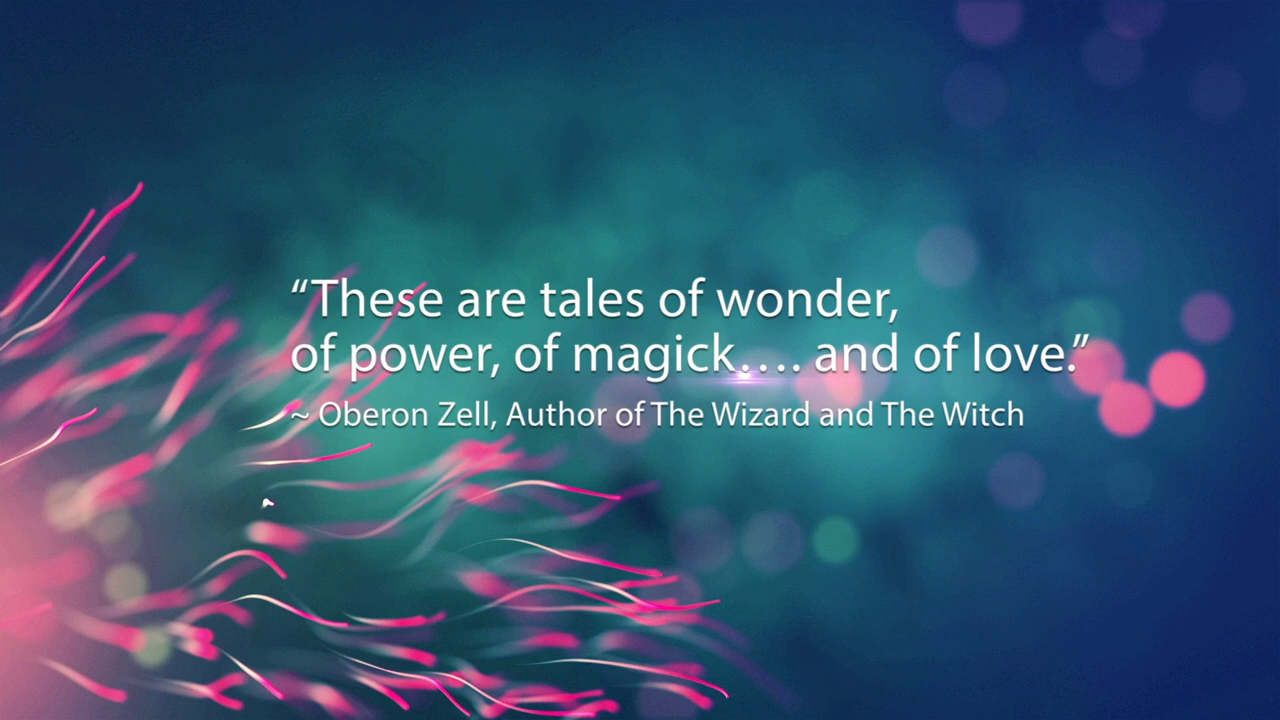 “These are tales of wonder,
of power, of magick…. and of love.”
~ Oberon Zell, Author of The Wizard and The Witch